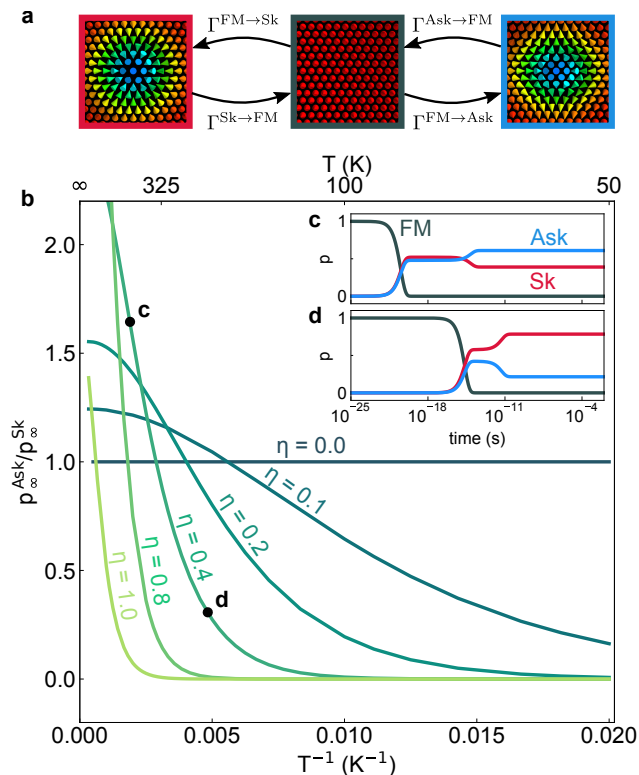 a
Γ^FM→Sk
Γ^Ask→FM
Γ^Sk→FM
Γ^FM→Ask
T (K)
∞ 325 100 50
b
2.0
1.5
1.0
0.5
0.0
p∞^Ask/p∞^Sk
c
d
η = 0.0
η = 0.1
η = 0.2
η = 0.4
η = 0.8
η = 1.0
c
1
p
0
FM
Ask
Sk
d
1
p
0
10⁻²⁵ 10⁻¹⁸ 10⁻¹¹ 10⁻⁴
time (s)
0.000 0.005 0.010 0.015 0.020
T⁻¹ (K⁻¹)